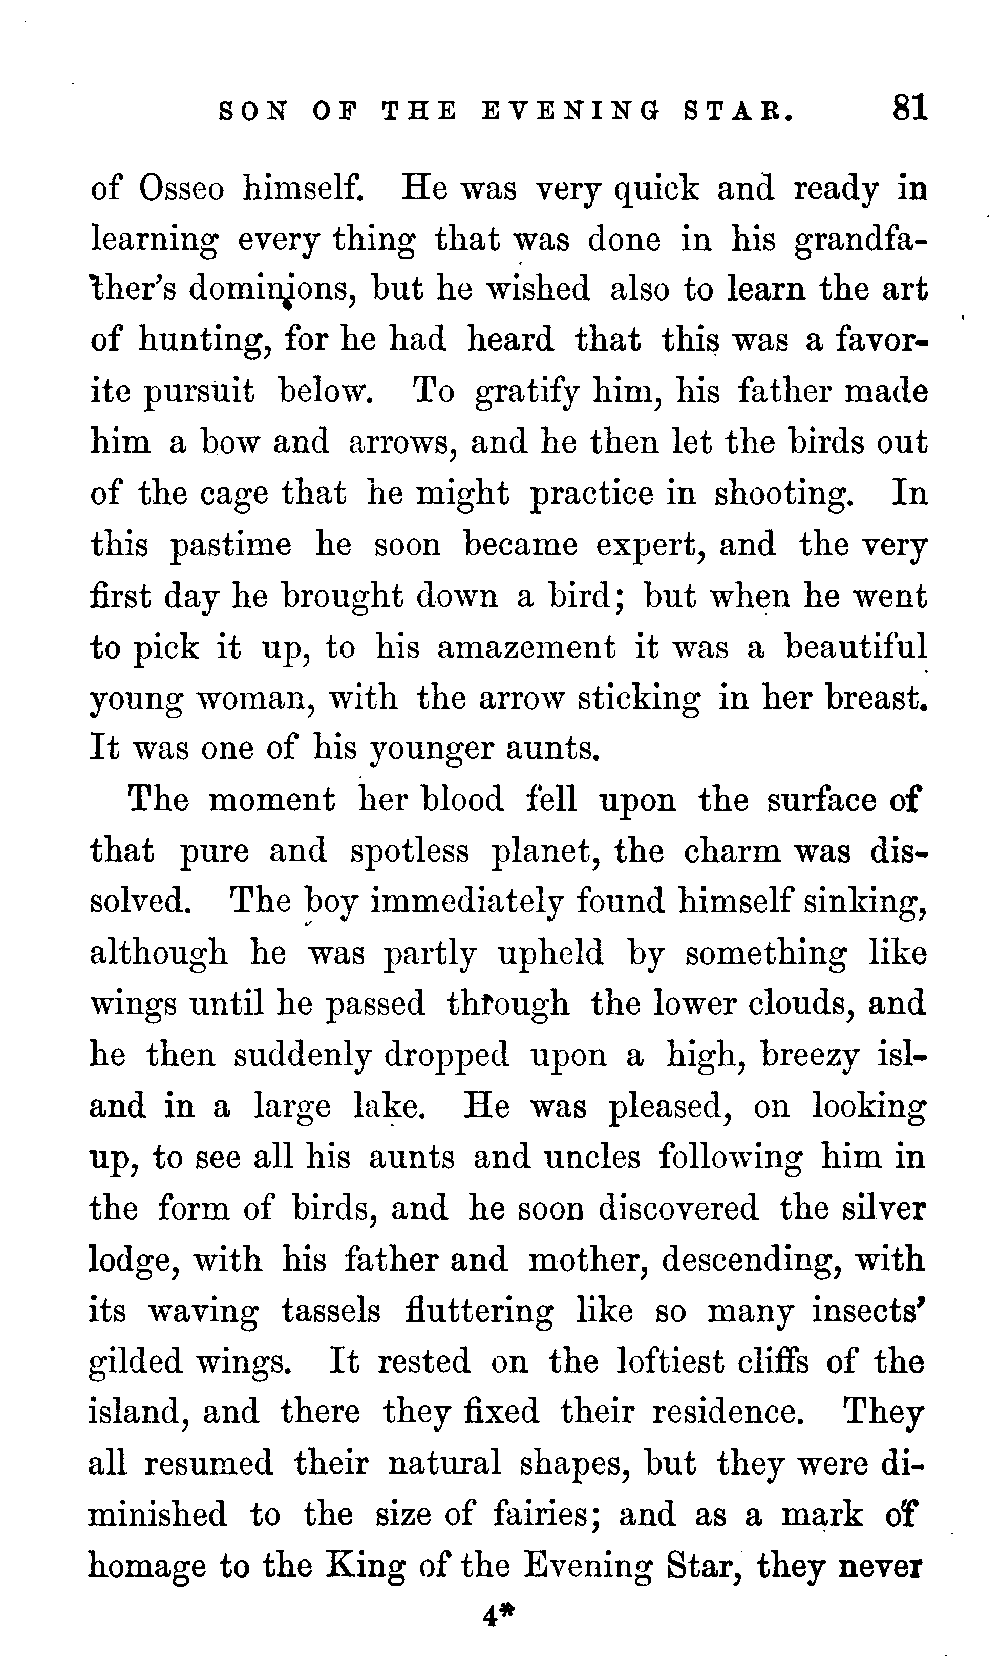 SON OF THE EVENING STAR. 81
of Osseo himself. He was very quick and ready in
learning every thing that was done in his grandfa-
ther's dominions, but he wished also to learn the art
of hunting, for he had heard that this was a favor-
ite pursuit below. To gratify him, his father made
him a bow and arrows, and he then let the birds out
of the cage that he might practice in shooting. In
this pastime he soon became expert, and the very
first day he brought down a bird; but when he went
to pick it up, to his amazement it was a beautiful
young woman, with the arrow sticking in her breast.
It was one of his younger aunts.
The moment her blood fell upon the surface of
that pure and spotless planet, the charm was dis-
solved. The boy immediately found himself sinking,
although he was partly upheld by something like
wings until he passed through the lower clouds, and
he then suddenly dropped upon a high, breezy isl-
and in a large lake. He was pleased, on looking
up, to see all his aunts and uncles following him in
the form of birds, and he soon discovered the silver
lodge, with his father and mother, descending, with
its waving tassels fluttering like so many insects'
gilded wings. It rested on the loftiest cliffs of the
island, and there they fixed their residence. They
all resumed their natural shapes, but they were di-
minished to the size of fairies; and as a mark of
homage to the King of the Evening Star, they never
4*